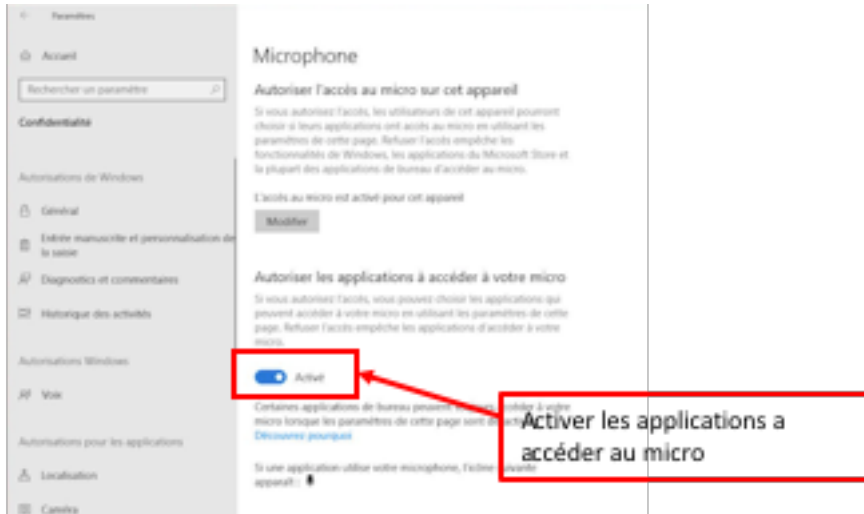 Paramètres
Accueil
Rechercher un paramètre
Confidentialité
Autorisations de Windows
Général
Entrée manuscrite et personnalisation de
la saisie
Diagnostics et commentaires
Historique des activités
Autorisations Windows
Voix
Autorisations pour les applications
Localisation
Caméra
Microphone
Autoriser l'accès au micro sur cet appareil
Si vous autorisez l'accès, les utilisateurs de cet appareil pourront
choisir si leurs applications ont accès au micro en utilisant les
paramètres de cette page. Refuser l'accès empêche les
fonctionnalités de Windows, les applications du Microsoft Store et
la plupart des applications de bureau d'accéder au micro.
L'accès au micro est activé pour cet appareil
Modifier
Autoriser les applications à accéder à votre micro
Si vous autorisez l'accès, vous pouvez choisir les applications qui
peuvent accéder à votre micro en utilisant les paramètres de cette
page. Refuser l'accès empêche les applications d'accéder à votre
micro.
Activé
Certaines applications de bureau peuvent accéder à votre
micro lorsque les paramètres de cette page sont
Découvrez pourquoi
Si une application utilise votre microphone, l'icône suivante
apparaît :
Activer les applications a
accéder au micro